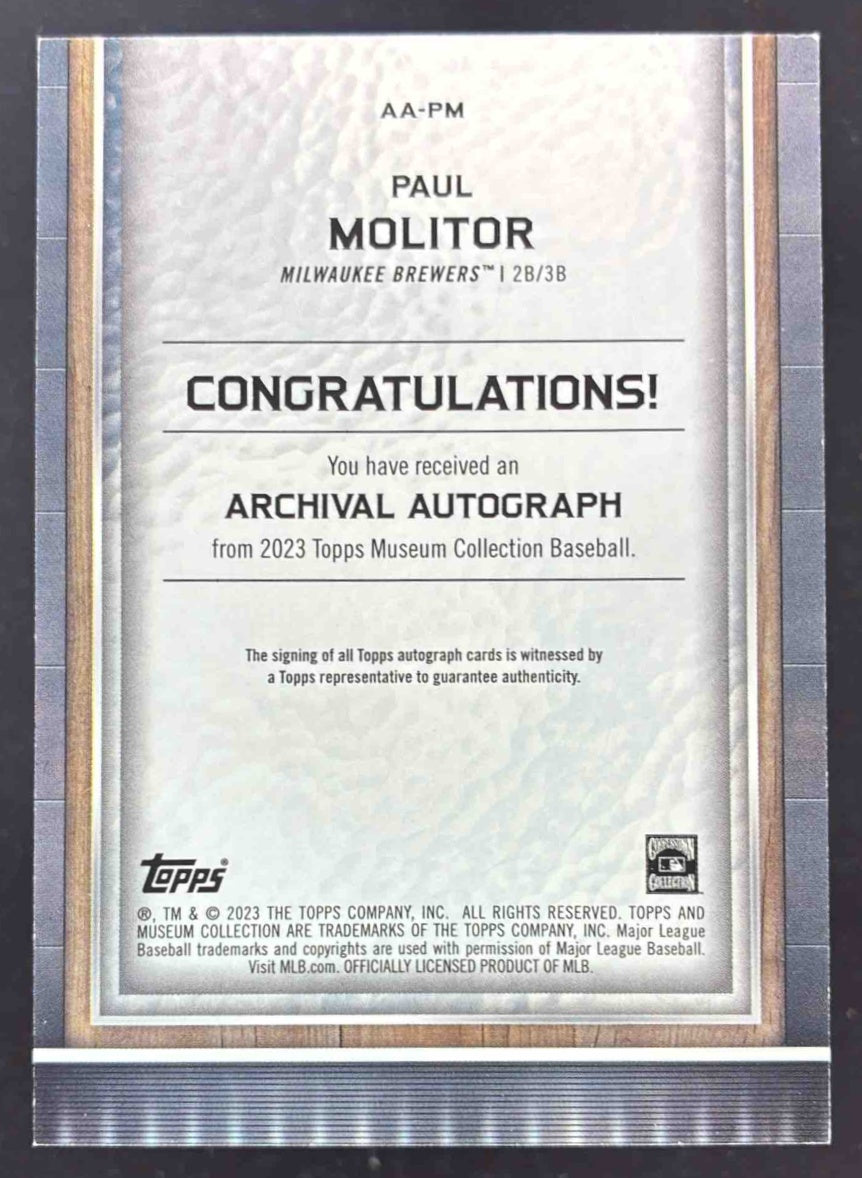 AA-PM
PAUL
MOLITOR
MILWAUKEE BREWERS™ | 2B/3B
CONGRATULATIONS!
You have received an
ARCHIVAL AUTOGRAPH
from 2023 Topps Museum Collection Baseball.
The signing of all Topps autograph cards is witnessed by
a Topps representative to guarantee authenticity.
topps®
COOPERSTOWN
COLLECTION
®, TM & © 2023 THE TOPPS COMPANY, INC. ALL RIGHTS RESERVED. TOPPS AND
MUSEUM COLLECTION ARE TRADEMARKS OF THE TOPPS COMPANY, INC. Major League
Baseball trademarks and copyrights are used with permission of Major League Baseball.
Visit MLB.com. OFFICIALLY LICENSED PRODUCT OF MLB.